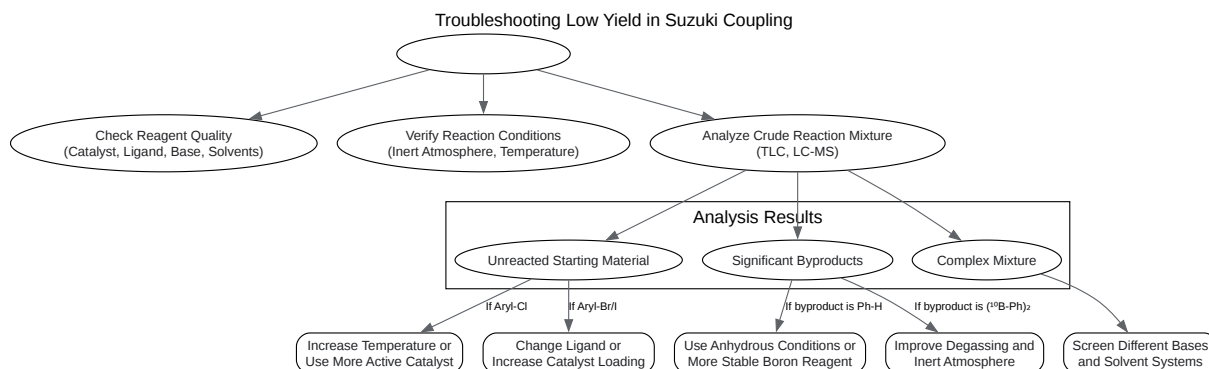 Troubleshooting Low Yield in Suzuki Coupling
Check Reagent Quality
(Catalyst, Ligand, Base, Solvents)
Verify Reaction Conditions
(Inert Atmosphere, Temperature)
Analyze Crude Reaction Mixture
(TLC, LC-MS)
Analysis Results
Unreacted Starting Material
Significant Byproducts
Complex Mixture
If Aryl-Cl
If Aryl-Br/I
If byproduct is Ph-H
If byproduct is (¹⁰B-Ph)₂
Increase Temperature or
Use More Active Catalyst
Change Ligand or
Increase Catalyst Loading
Use Anhydrous Conditions or
More Stable Boron Reagent
Improve Degassing and
Inert Atmosphere
Screen Different Bases
and Solvent Systems